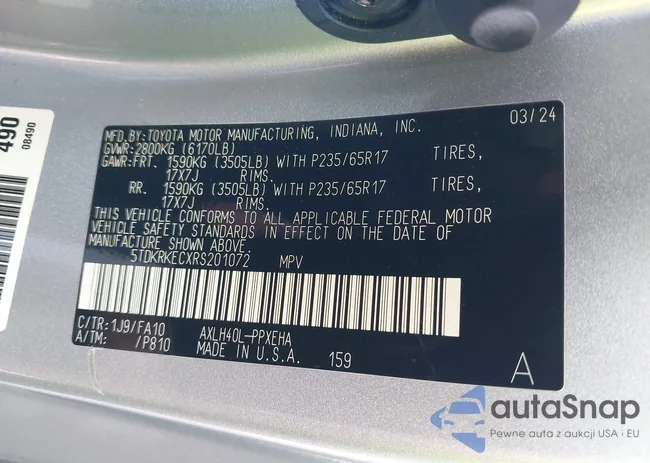 490
08490
MFD.BY:TOYOTA MOTOR MANUFACTURING, INDIANA, INC. 03/24
GVWR:2800KG (6170LB)
GAWR:FRT. 1590KG (3505LB) WITH P235/65R17 TIRES,
17X7J RIMS.
RR. 1590KG (3505LB) WITH P235/65R17 TIRES,
17X7J RIMS.
THIS VEHICLE CONFORMS TO ALL APPLICABLE FEDERAL MOTOR
VEHICLE SAFETY STANDARDS IN EFFECT ON THE DATE OF
MANUFACTURE SHOWN ABOVE.
5TDKRKECXRS201072 MPV
C/TR:1J9/FA10 AXLH40L-PPXEHA
A/TM: /P810 MADE IN U.S.A. 159 A
autaSnap
Pewne auta z aukcji USA i EU